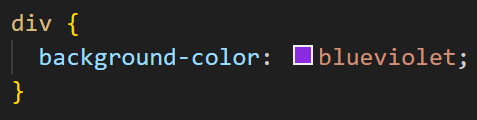 div {
  background-color: blueviolet;
}